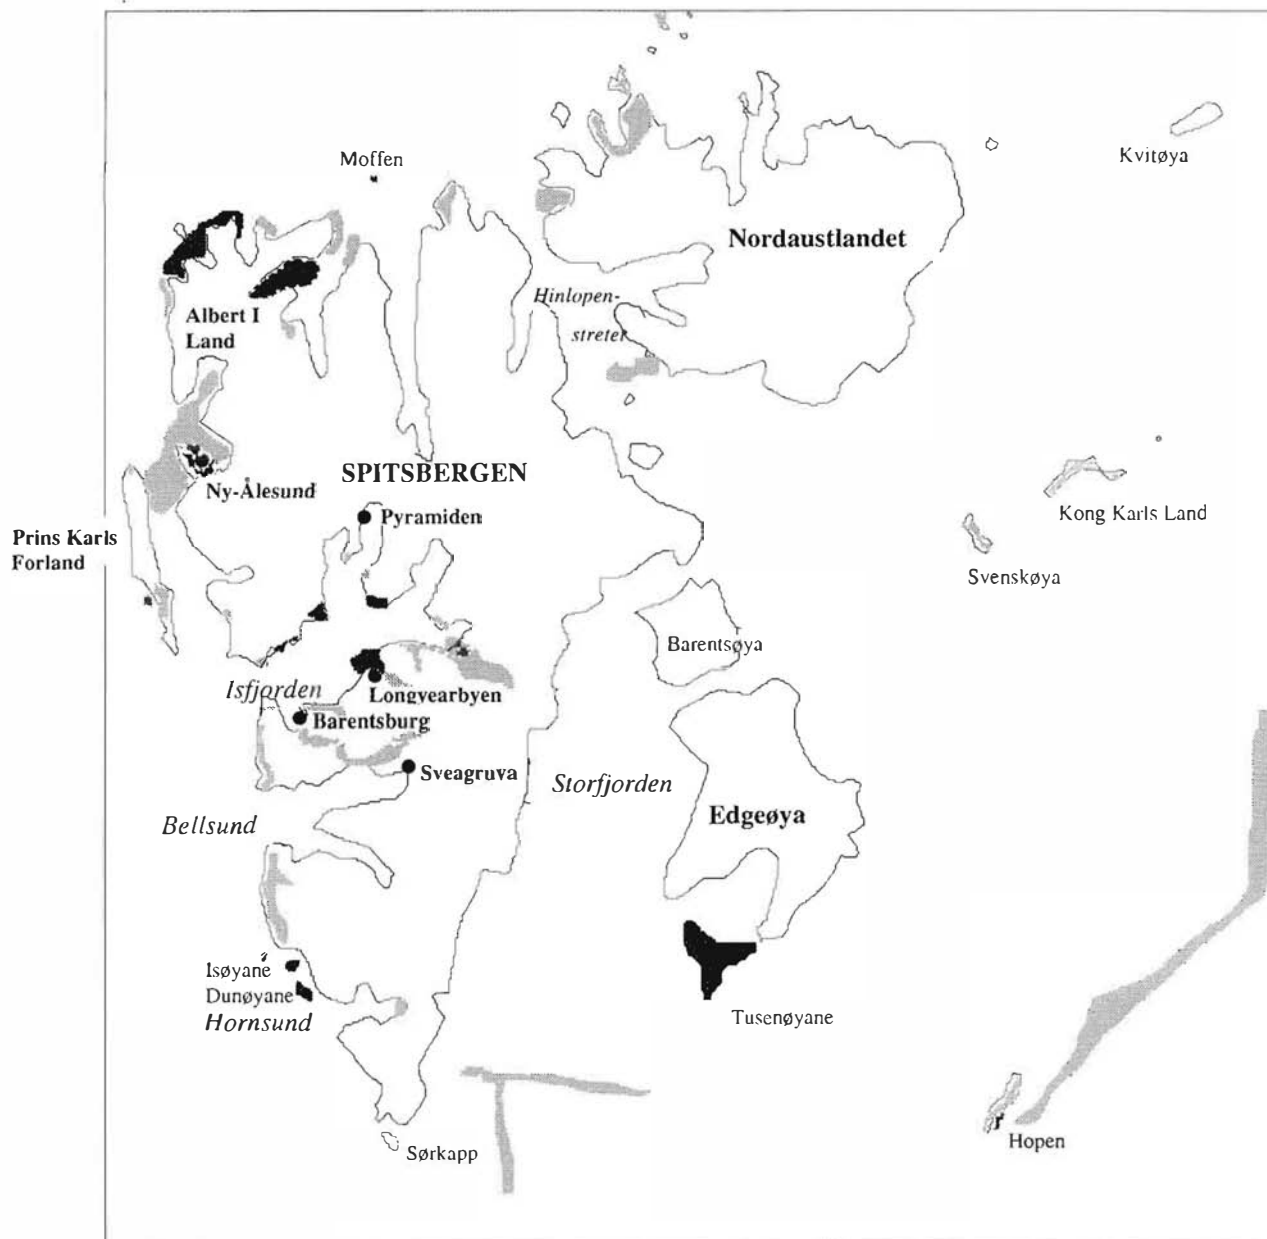 Moffen
Kvitøya
Nordaustlandet
Hinlopen-
streter
Albert I
Land
SPITSBERGEN
Ny-Ålesund
Pyramiden
Kong Karls Land
Prins Karls
Forland
Svenskøya
Barentsøya
Isfjorden
Longyearbyen
Barentsburg
Sveagruva
Storfjorden
Edgeøya
Bellsund
Isøyane
Dunøyane
Hornsund
Tusenøyane
Hopen
Sørkapp